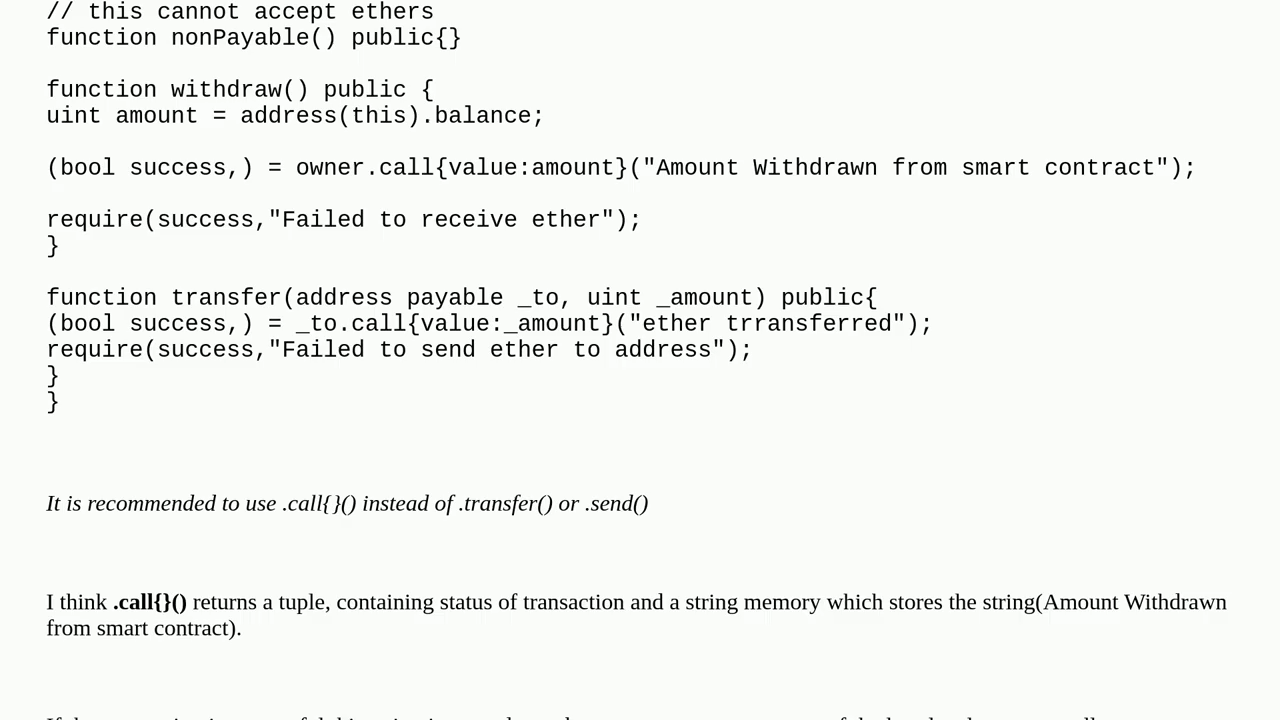 // this cannot accept ethers
function nonPayable() public{}
function withdraw() public {
uint amount = address(this).balance;
(bool success,) = owner.call{value:amount}("Amount Withdrawn from smart contract");
require(success,"Failed to receive ether");
}
function transfer(address payable _to, uint _amount) public{
(bool success,) = _to.call{value:_amount}("ether trransferred");
require(success,"Failed to send ether to address");
}
}
It is recommended to use .call{}() instead of .transfer() or .send()
I think .call{}() returns a tuple, containing status of transaction and a string memory which stores the string(Amount Withdrawn
from smart contract).